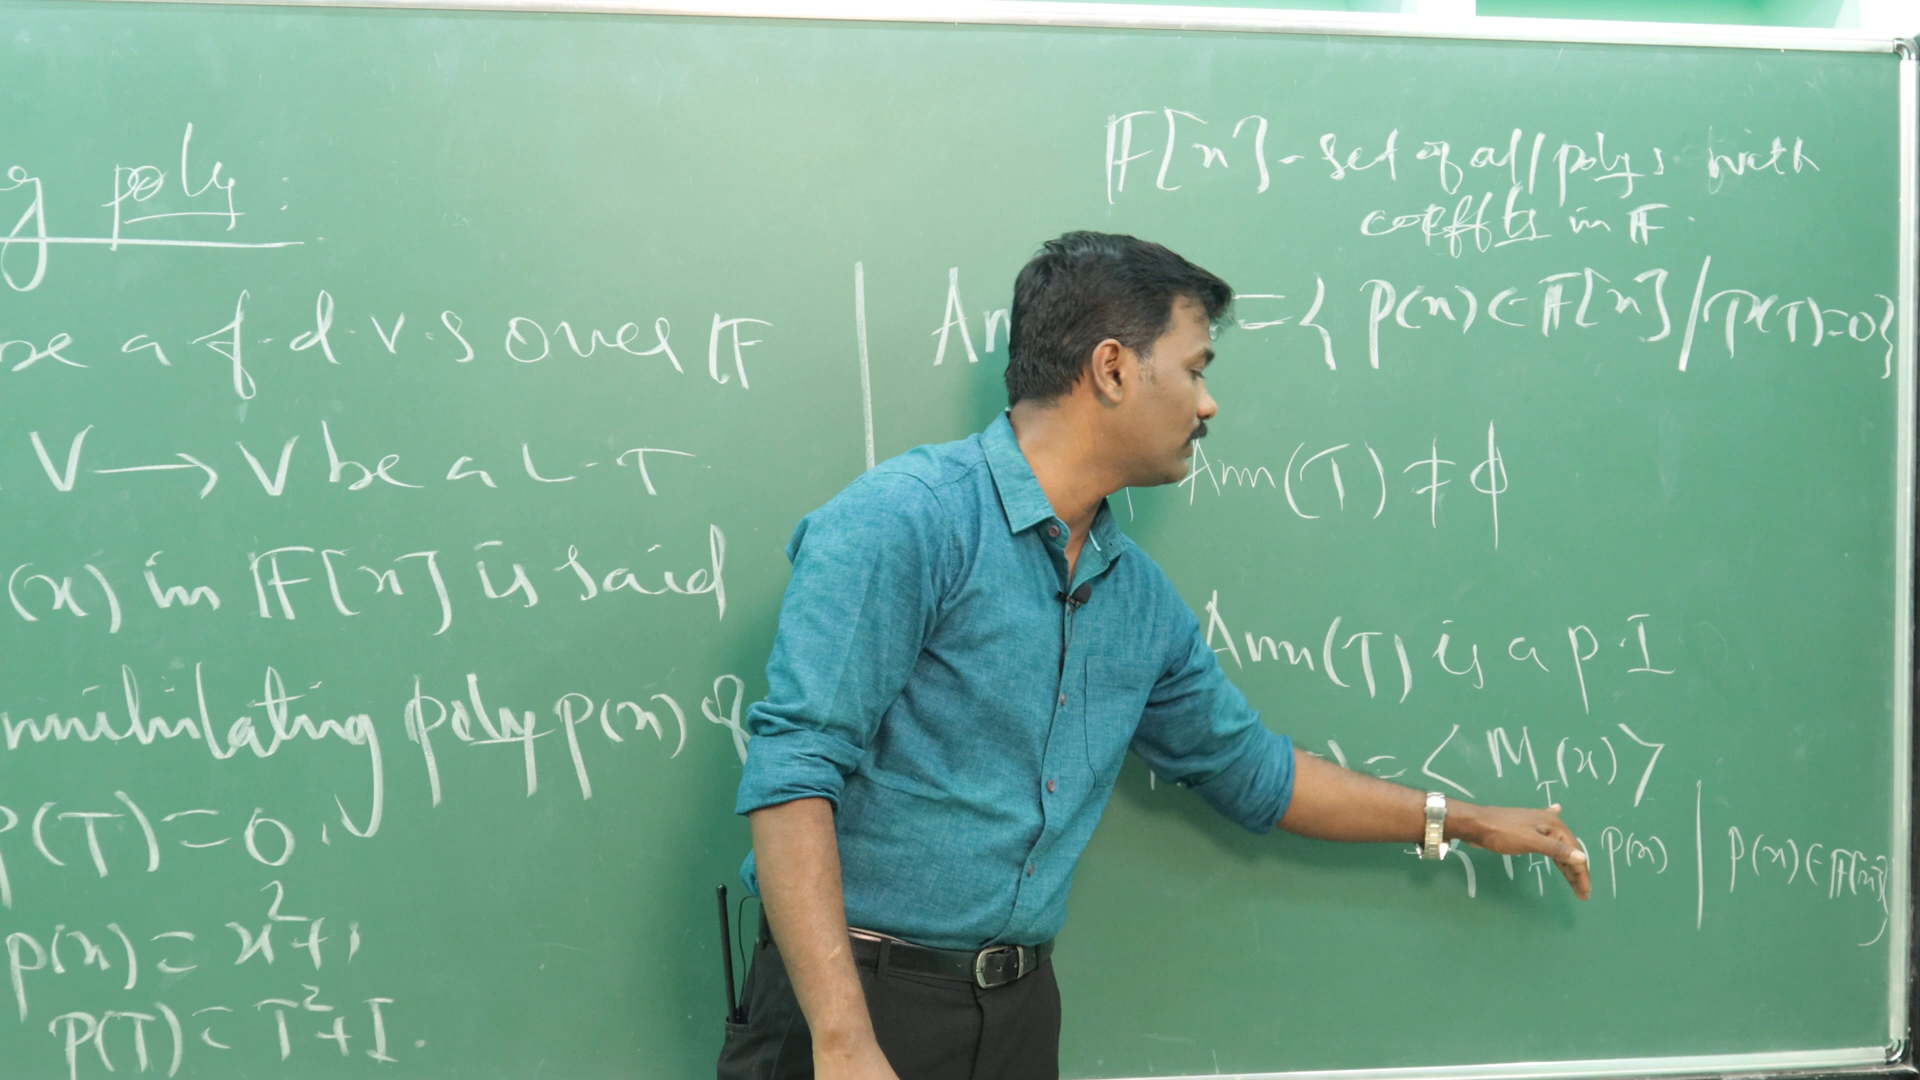 g poly :
be a f.d.v.s over 𝔽
V → V be a L.T.
(x) in 𝔽[x] is said
nnihilating poly p(x) of
P(T) = 0.
p(x) = x²+1
P(T) = T²+I.
𝔽[x] - set of all polys with
coeffts in 𝔽.
An = { p(x) ∈ 𝔽[x] / p(T)=0}
Ann(T) ≠ ϕ
Ann(T) is a p.I
) = < M_T(x) >
{ p(x) | p(x) ∈ 𝔽[x]}